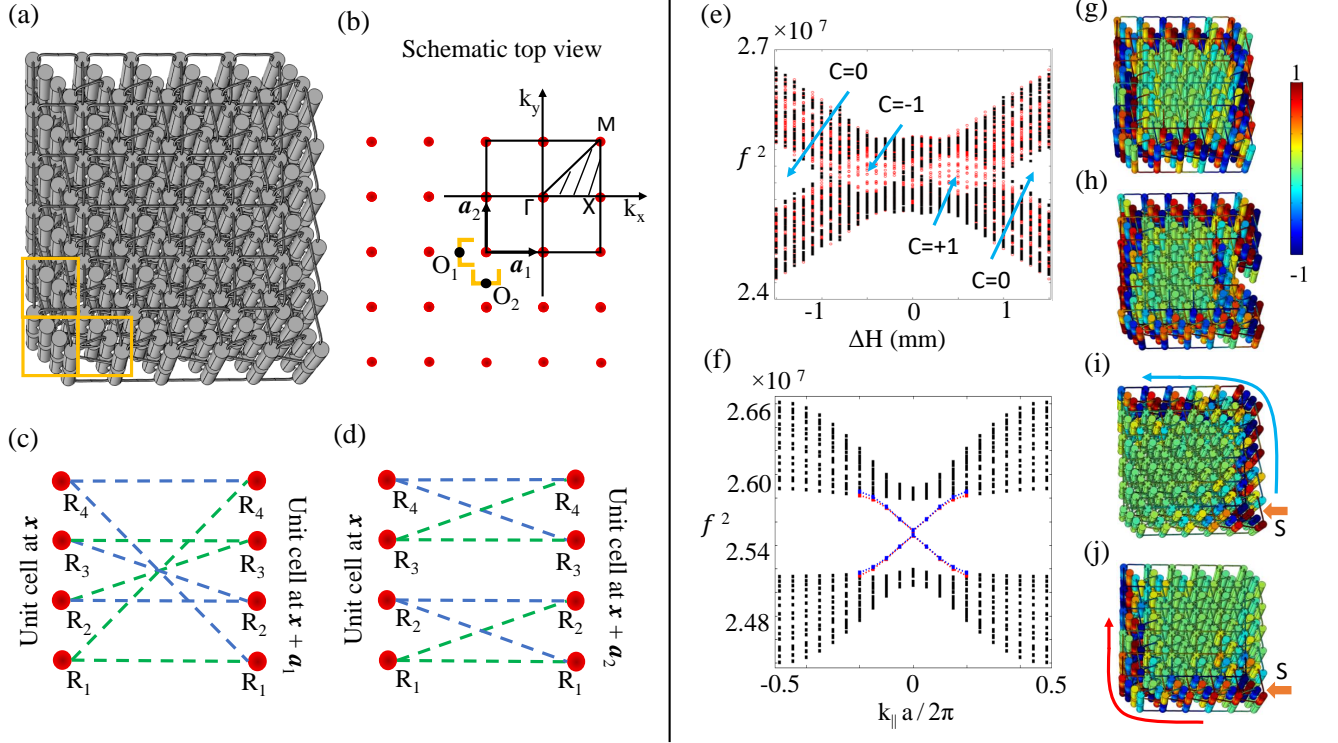 (a)
(b)
Schematic top view
k_y
M
a_2
Γ
X
k_x
O_1
a_1
O_2
(c)
Unit cell at x
R_4
R_3
R_2
R_1
R_4
R_3
R_2
R_1
Unit cell at x + a_1
(d)
Unit cell at x
R_4
R_3
R_2
R_1
R_4
R_3
R_2
R_1
Unit cell at x + a_2
(e)
×10^7
2.7
f^2
2.4
C=0
C=-1
C=+1
C=0
-1
0
1
ΔH (mm)
(f)
×10^7
2.66
2.60
f^2
2.54
2.48
-0.5
0
0.5
k_∥ a / 2π
(g)
1
-1
(h)
(i)
S
(j)
S